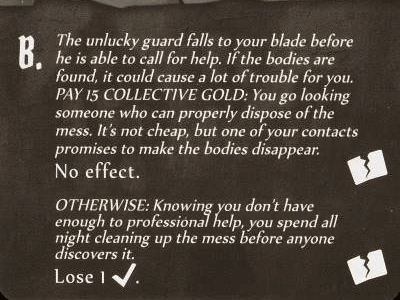 B. The unlucky guard falls to your blade before
he is able to call for help. If the bodies are
found, it could cause a lot of trouble for you.
PAY 15 COLLECTIVE GOLD: You go looking
someone who can properly dispose of the
mess. It's not cheap, but one of your contacts
promises to make the bodies disappear.
No effect.
OTHERWISE: Knowing you don't have
enough to professional help, you spend all
night cleaning up the mess before anyone
discovers it.
Lose 1 ✓.